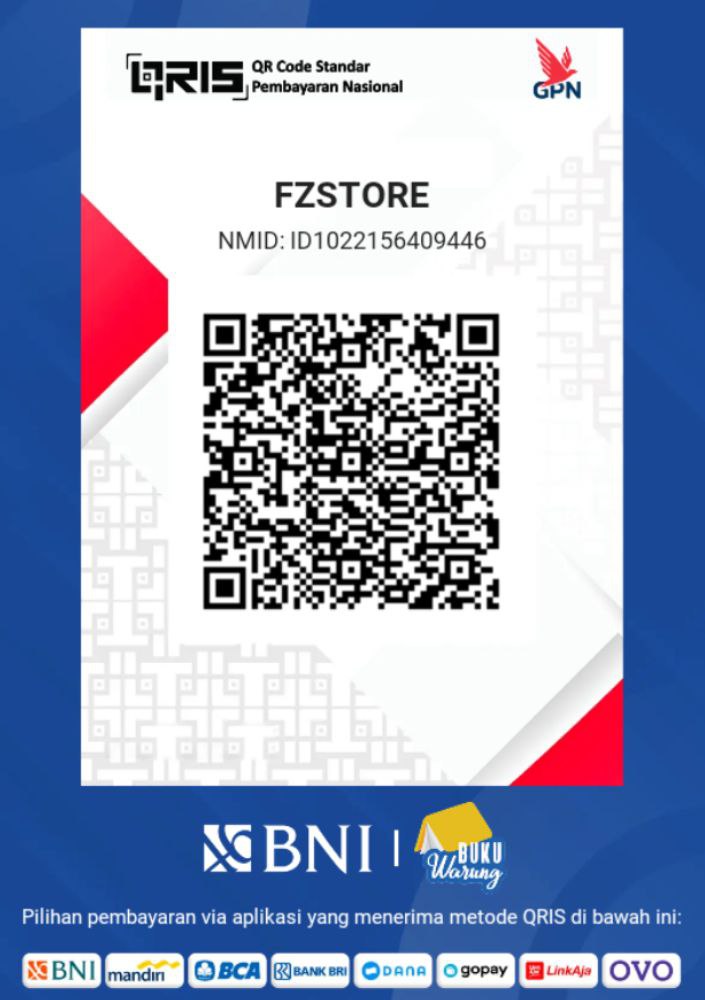 QRIS
QR Code Standar
Pembayaran Nasional
GPN
FZSTORE
NMID: ID1022156409446
BNI
BUKU
Warung
Pilihan pembayaran via aplikasi yang menerima metode QRIS di bawah ini:
BNI mandiri BCA BANK BRI DANA gopay LinkAja OVO